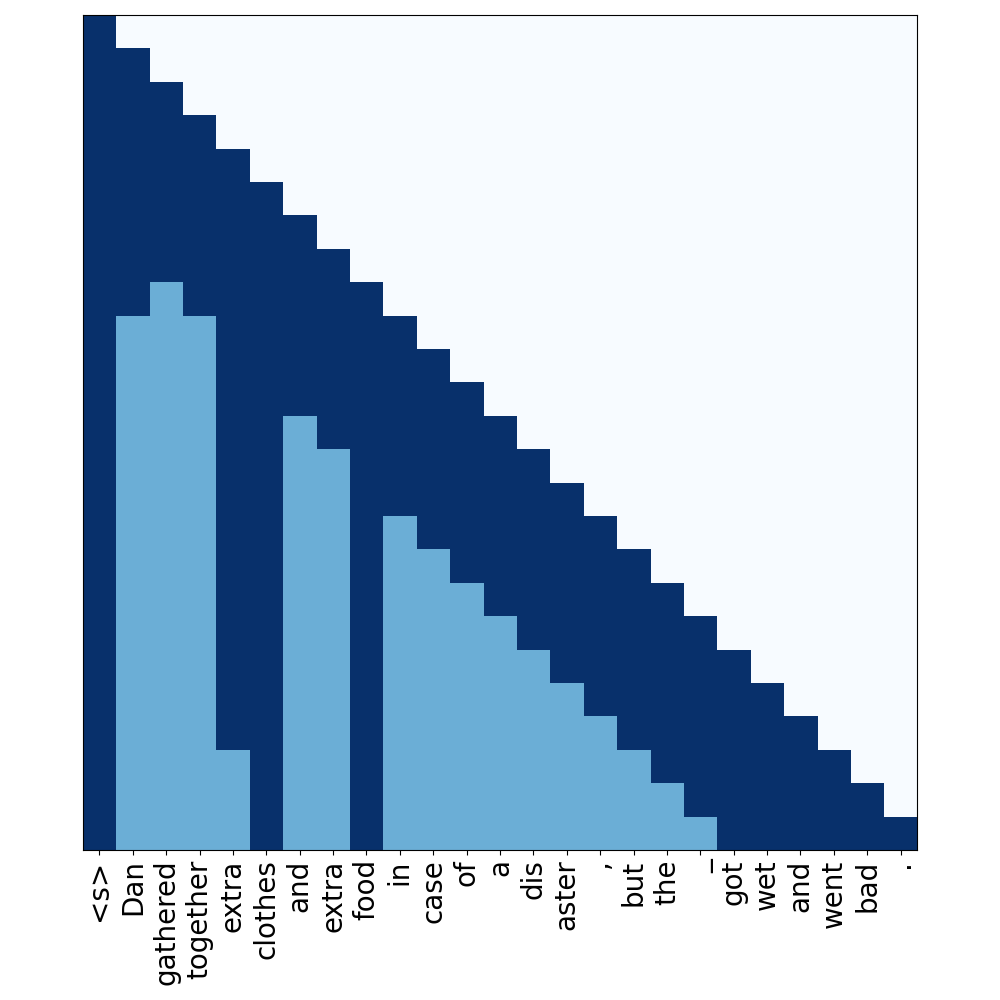 <s> Dan gathered together extra clothes and extra food in case of a dis aster , but the _ got wet and went bad .